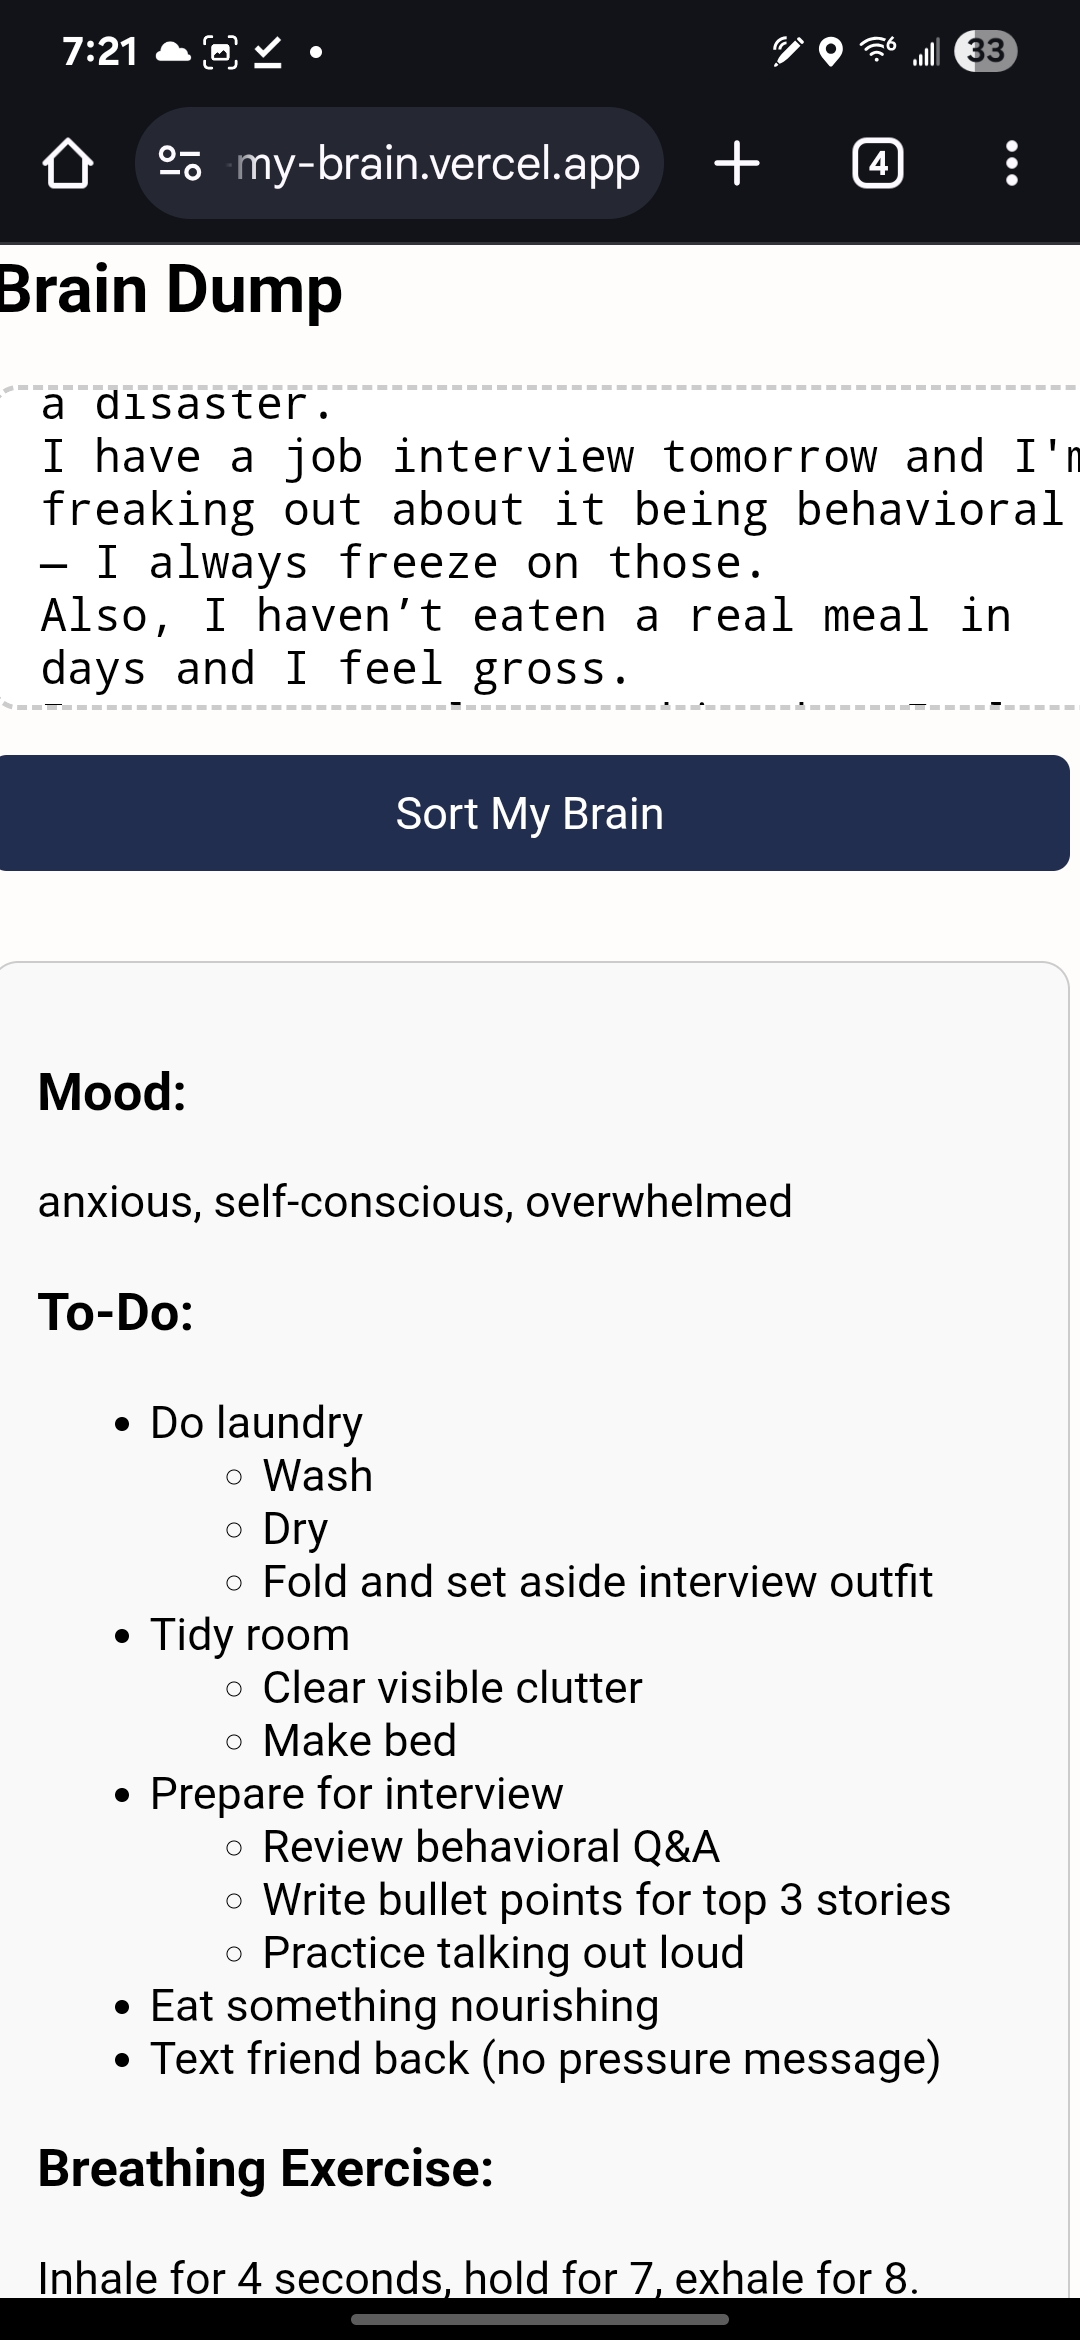 7:21
6
33
my-brain.vercel.app
4
Brain Dump
a disaster.
I have a job interview tomorrow and I'm
freaking out about it being behavioral
— I always freeze on those.
Also, I haven’t eaten a real meal in
days and I feel gross.
Sort My Brain
Mood:
anxious, self-conscious, overwhelmed
To-Do:
• Do laundry
◦ Wash
◦ Dry
◦ Fold and set aside interview outfit
• Tidy room
◦ Clear visible clutter
◦ Make bed
• Prepare for interview
◦ Review behavioral Q&A
◦ Write bullet points for top 3 stories
◦ Practice talking out loud
• Eat something nourishing
• Text friend back (no pressure message)
Breathing Exercise:
Inhale for 4 seconds, hold for 7, exhale for 8.